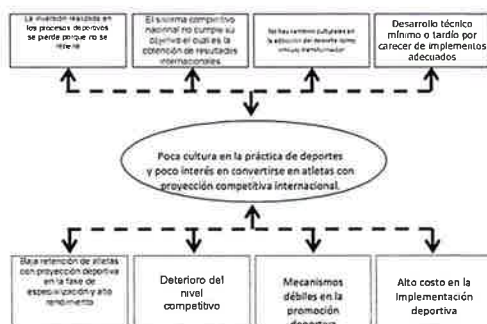 La inversión realizada en
los procesos deportivos
se pierde porque no se
retiene
El sistema competitivo
nacional no cumple su
objetivo el cual es la
obtención de resultados
internacionales.
No hay cambios culturales en
la adopción del deporte como
vínculo transformador
Desarrollo técnico
mínimo o tardío por
carecer de implementos
adecuados
Poca cultura en la práctica de deportes
y poco interés en convertirse en atletas con
proyección competitiva internacional.
Baja retención de atletas
con proyección deportiva
en la fase de
especialización y alto
rendimiento
Deterioro del
nivel
competitivo
Mecanismos
débiles en la
promoción
deportiva
Alto costo en la
Implementación
deportiva